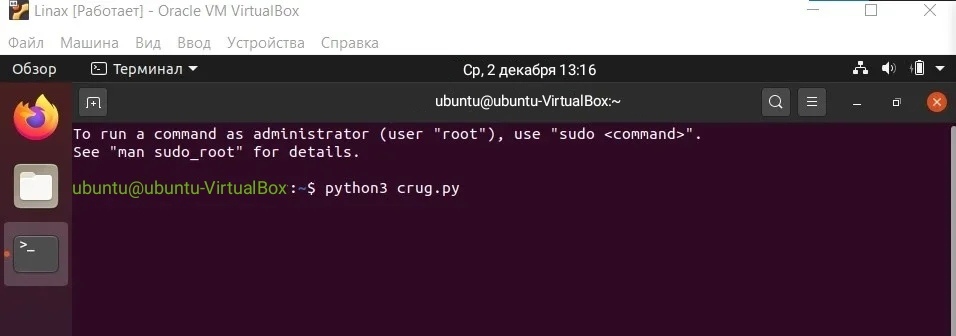 Linax [Работает] - Oracle VM VirtualBox
Файл Машина Вид Ввод Устройства Справка
Обзор Терминал Ср, 2 декабря 13:16
ubuntu@ubuntu-VirtualBox:~
To run a command as administrator (user "root"), use "sudo <command>".
See "man sudo_root" for details.
ubuntu@ubuntu-VirtualBox:~$ python3 crug.py
>_